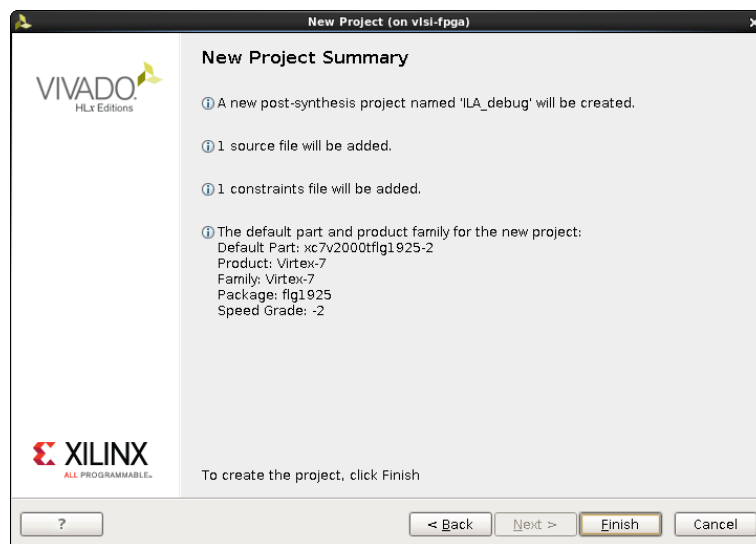 New Project (on vlsi-fpga)
VIVADO
HLx Editions
New Project Summary
A new post-synthesis project named 'ILA_debug' will be created.
1 source file will be added.
1 constraints file will be added.
The default part and product family for the new project:
Default Part: xc7v2000tflg1925-2
Product: Virtex-7
Family: Virtex-7
Package: flg1925
Speed Grade: -2
XILINX
ALL PROGRAMMABLE™
To create the project, click Finish
? < Back Next > Finish Cancel